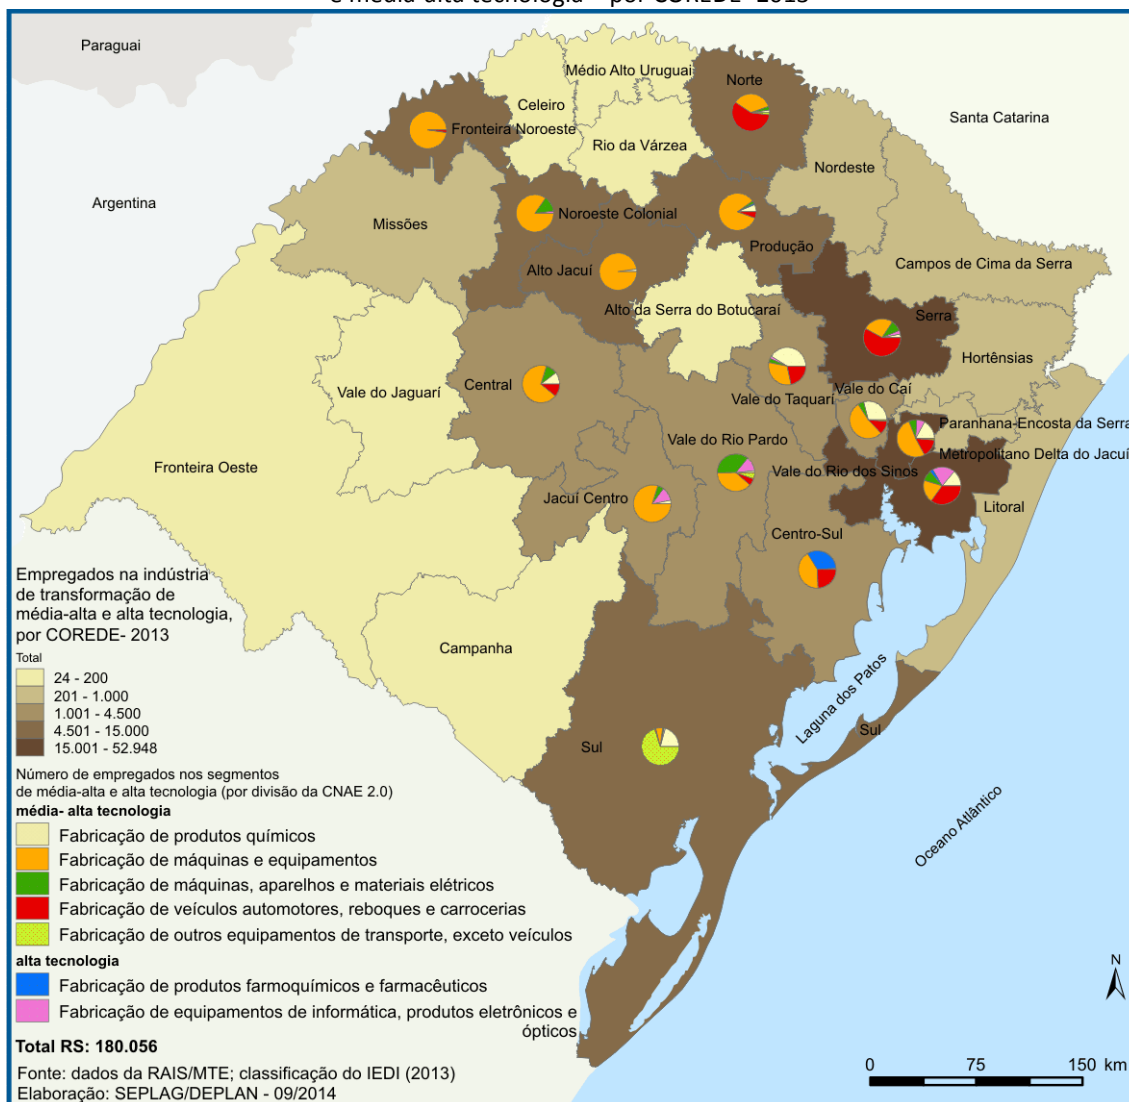 e média-alta tecnologia – por COREDE- 2013
Paraguai
Médio Alto Uruguai
Norte
Celeiro
Santa Catarina
Fronteira Noroeste
Rio da Várzea
Nordeste
Argentina
Missões
Noroeste Colonial
Produção
Alto Jacuí
Campos de Cima da Serra
Alto da Serra do Botucaraí
Serra
Hortênsias
Central
Vale do Jaguarí
Vale do Taquarí
Vale do Caí
Paranhana-Encosta da Serra
Vale do Rio Pardo
Metropolitano Delta do Jacuí
Fronteira Oeste
Vale do Rio dos Sinos
Jacuí Centro
Litoral
Centro-Sul
Campanha
Laguna dos Patos
Sul
Sul
Oceano Atlântico
Empregados na indústria
de transformação de
média-alta e alta tecnologia,
por COREDE- 2013
Total
24 - 200
201 - 1.000
1.001 - 4.500
4.501 - 15.000
15.001 - 52.948
Número de empregados nos segmentos
de média-alta e alta tecnologia (por divisão da CNAE 2.0)
média- alta tecnologia
Fabricação de produtos químicos
Fabricação de máquinas e equipamentos
Fabricação de máquinas, aparelhos e materiais elétricos
Fabricação de veículos automotores, reboques e carrocerias
Fabricação de outros equipamentos de transporte, exceto veículos
alta tecnologia
Fabricação de produtos farmoquímicos e farmacêuticos
Fabricação de equipamentos de informática, produtos eletrônicos e
ópticos
Total RS: 180.056
Fonte: dados da RAIS/MTE; classificação do IEDI (2013)
Elaboração: SEPLAG/DEPLAN - 09/2014
N
0 75 150 km